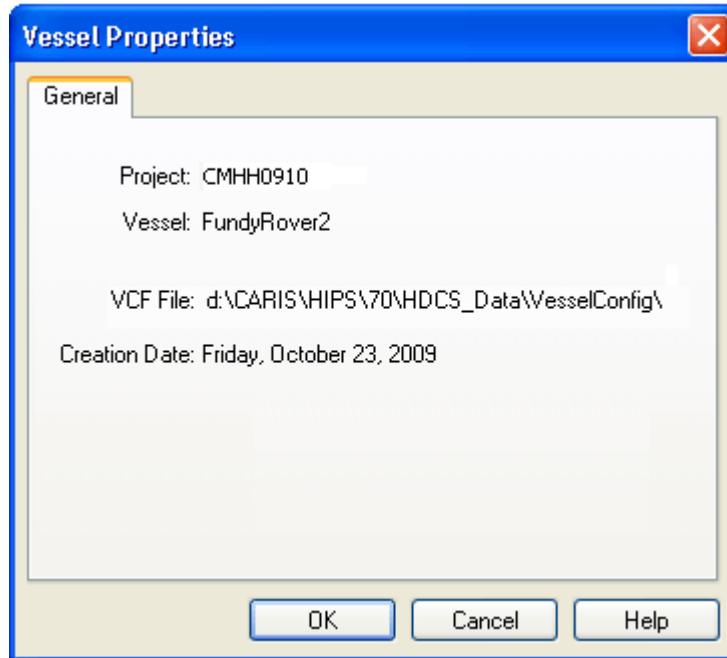 Vessel Properties
General
Project: CMHH0910
Vessel: FundyRover2
VCF File: d:\CARIS\HIPS\70\HDCS_Data\VesselConfig\
Creation Date: Friday, October 23, 2009
OK Cancel Help